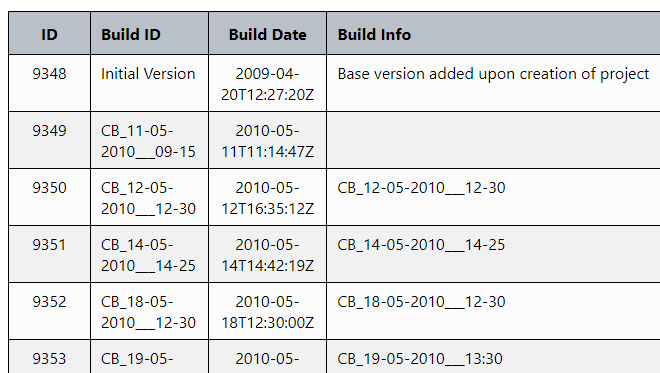 ID Build ID Build Date Build Info
9348 Initial Version 2009-04- Base version added upon creation of project
20T12:27:20Z
9349 CB_11-05- 2010-05-
2010___09-15 11T11:14:47Z
9350 CB_12-05- 2010-05- CB_12-05-2010___12-30
2010___12-30 12T16:35:12Z
9351 CB_14-05- 2010-05- CB_14-05-2010___14-25
2010___14-25 14T14:42:19Z
9352 CB_18-05- 2010-05- CB_18-05-2010___12-30
2010___12-30 18T12:30:00Z
9353 CB_19-05- 2010-05- CB_19-05-2010___13:30